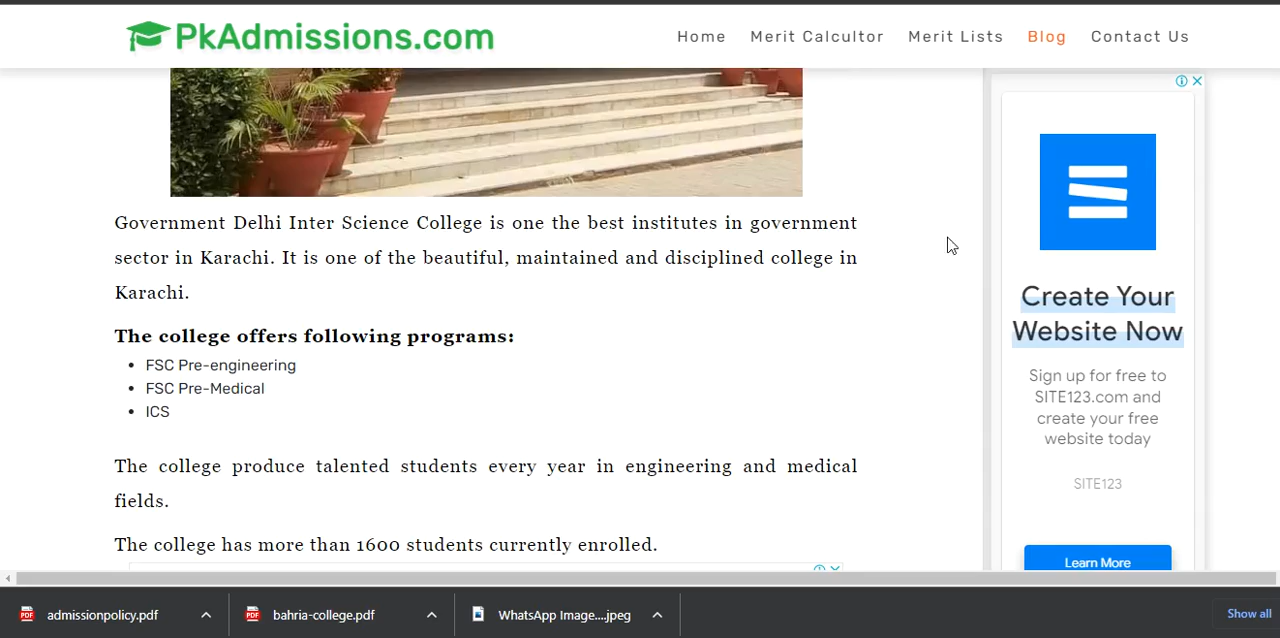 PkAdmissions.com
Home Merit Calcultor Merit Lists Blog Contact Us
Government Delhi Inter Science College is one the best institutes in government
sector in Karachi. It is one of the beautiful, maintained and disciplined college in
Karachi.
The college offers following programs:
• FSC Pre-engineering
• FSC Pre-Medical
• ICS
The college produce talented students every year in engineering and medical
fields.
The college has more than 1600 students currently enrolled.
Create Your
Website Now
Sign up for free to
SITE123.com and
create your free
website today
SITE123
Learn More
admissionpolicy.pdf
bahria-college.pdf
WhatsApp Image....jpeg
Show all